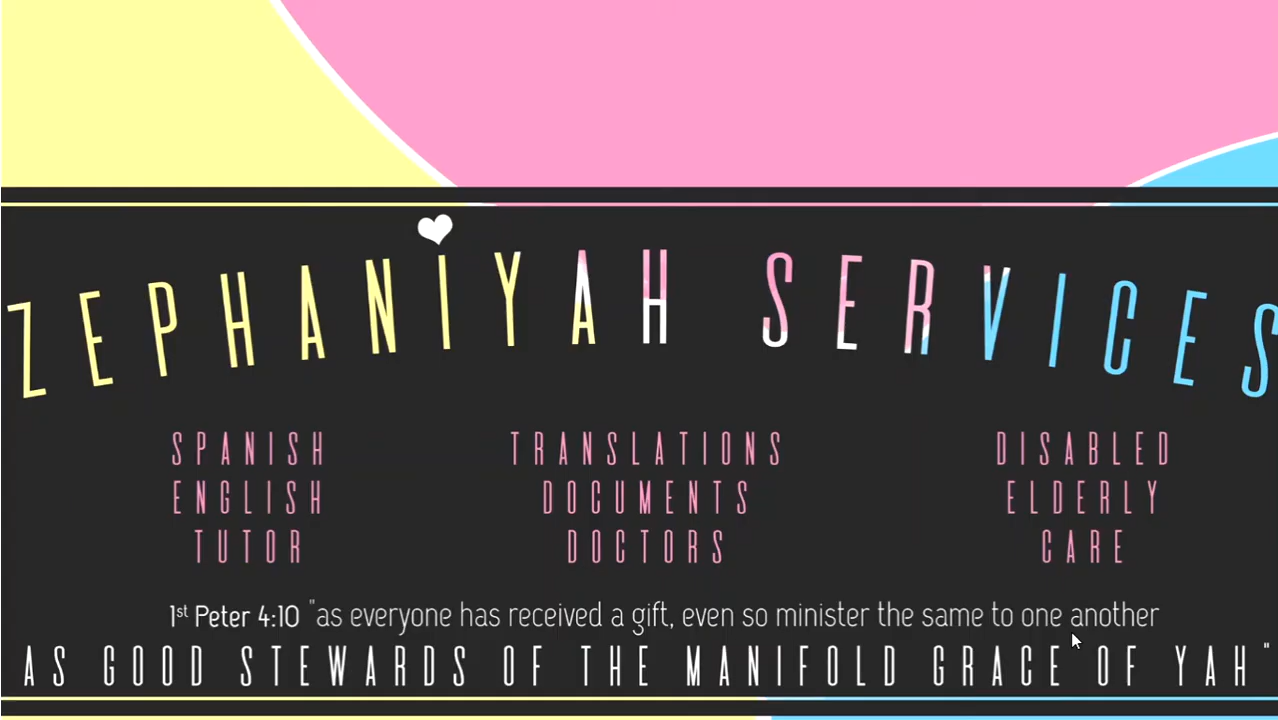 ZEPHANIYAH SERVICES
SPANISH
ENGLISH
TUTOR
TRANSLATIONS
DOCUMENTS
DOCTORS
DISABLED
ELDERLY
CARE
1st Peter 4:10 "as everyone has received a gift, even so minister the same to one another
AS GOOD STEWARDS OF THE MANIFOLD GRACE OF YAH"